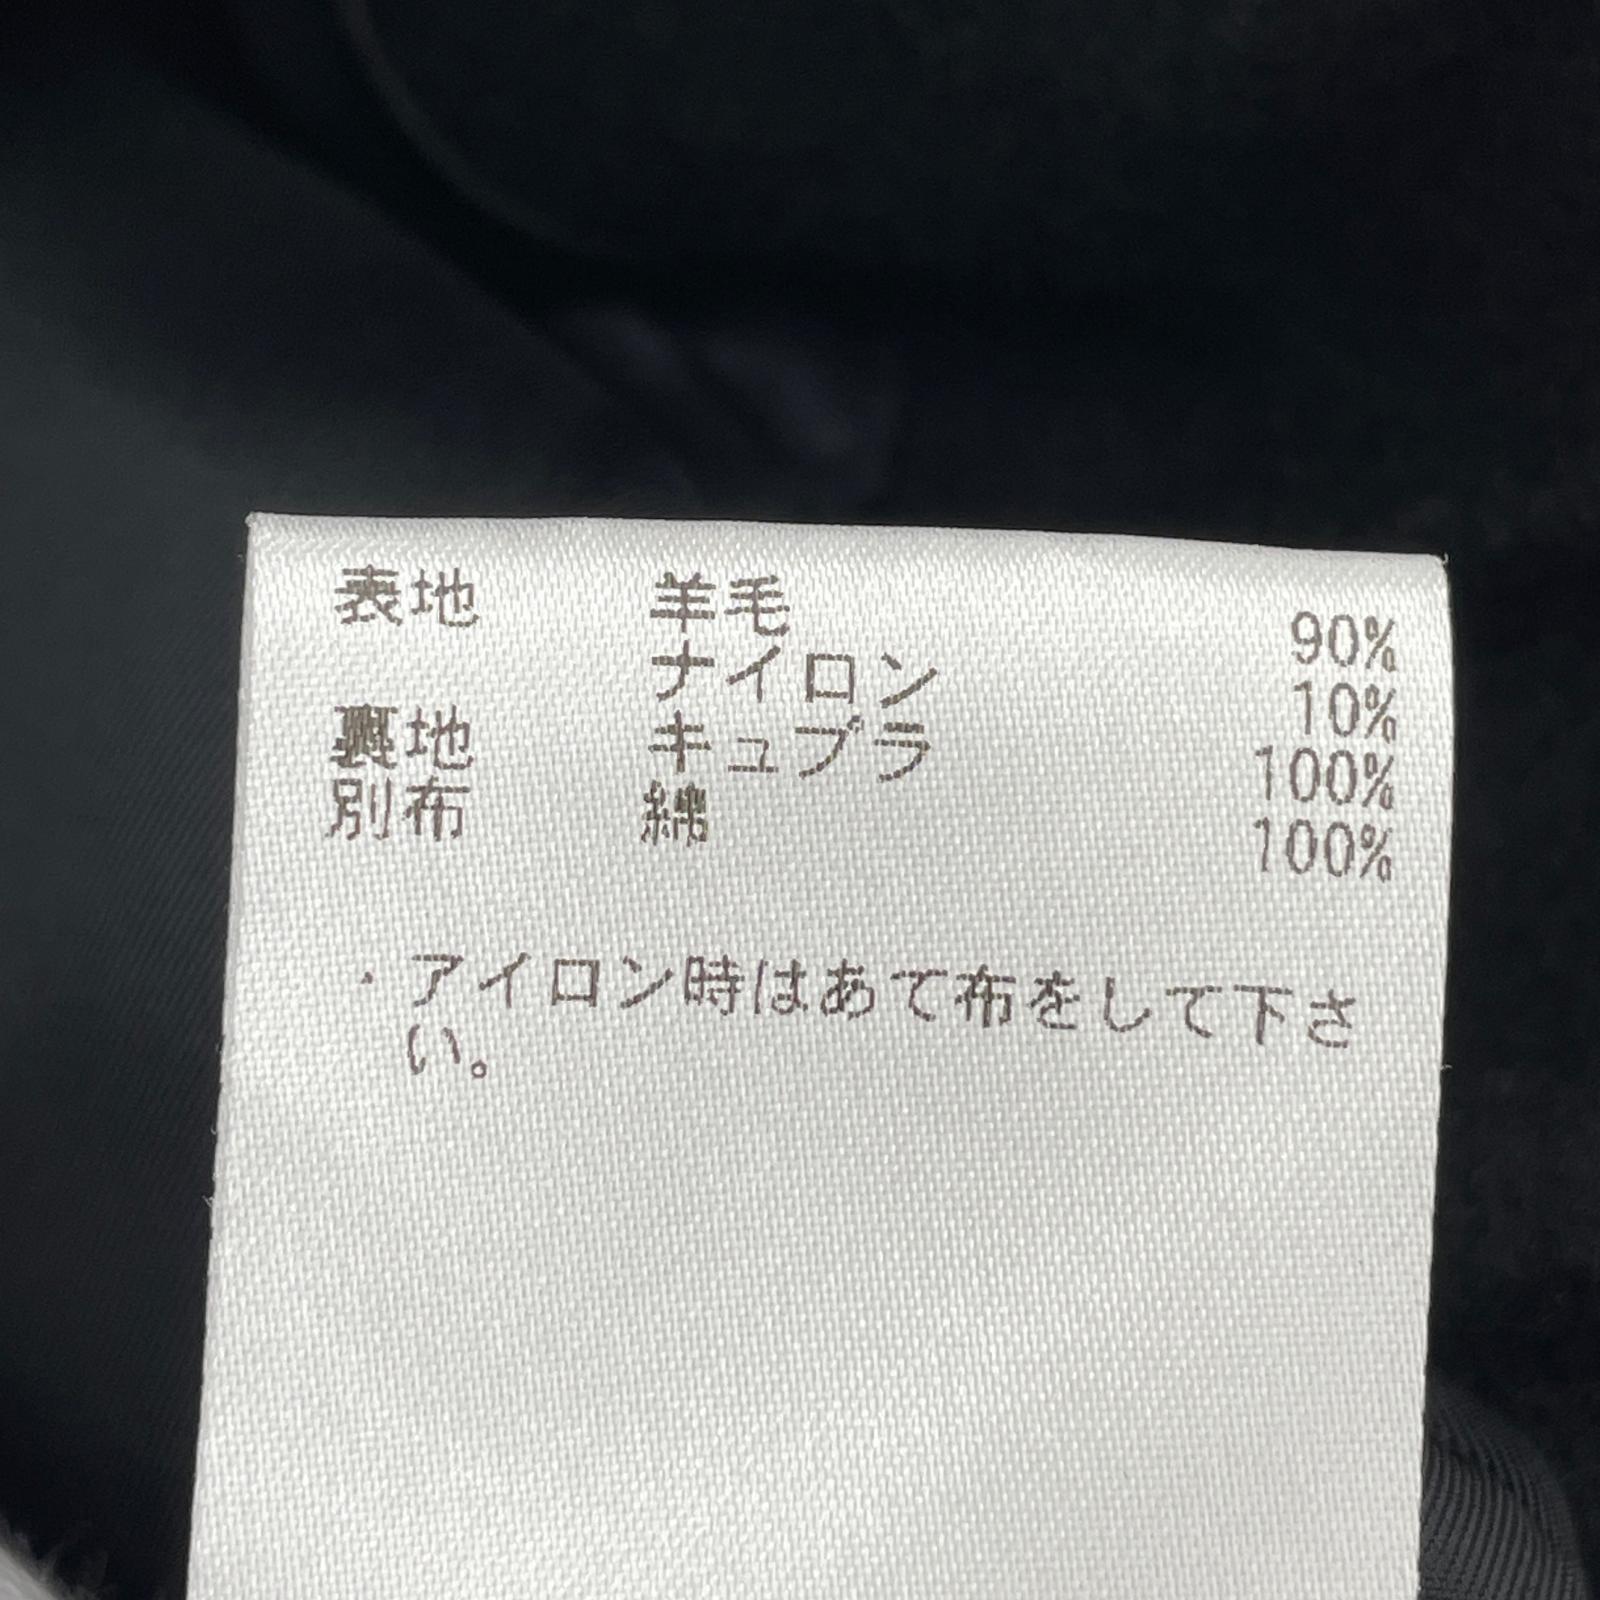 表地 羊毛 90%
ナイロン 10%
裏地 キュプラ 100%
別布 綿 100%
・アイロン時はあて布をして下さ
い。